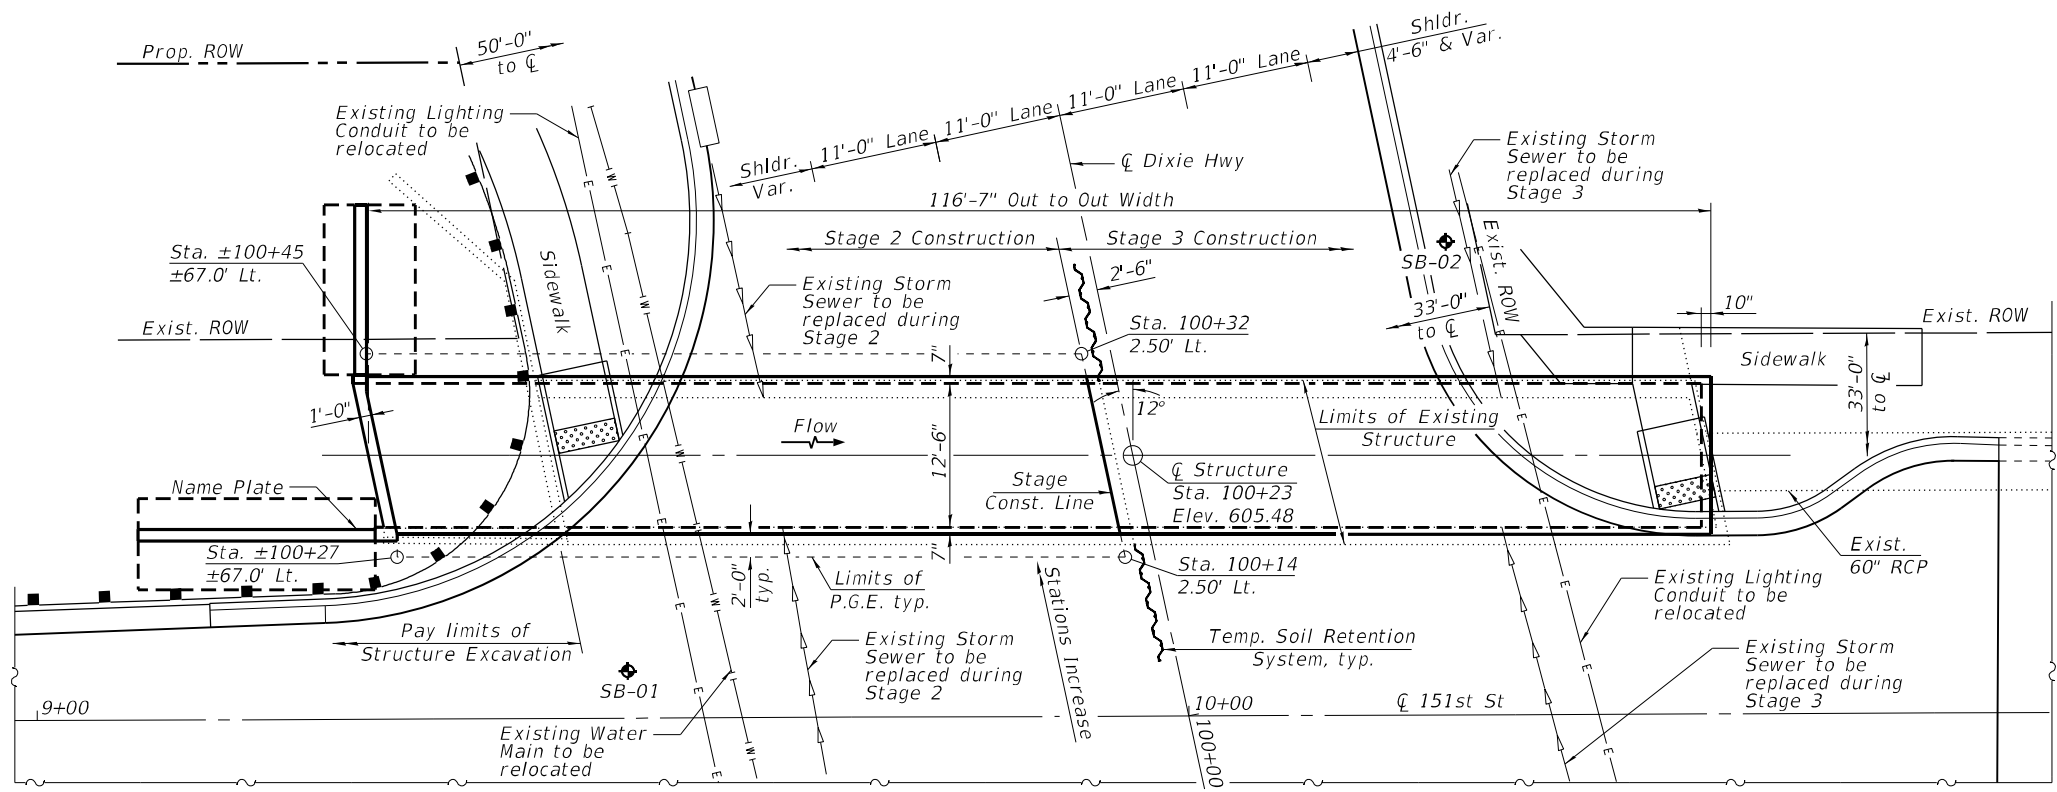 Prop. ROW
50'-0"
to ℄
Existing Lighting
Conduit to be
relocated
Shldr.
Var.
11'-0" Lane
11'-0" Lane
11'-0" Lane
11'-0" Lane
Shldr.
4'-6" & Var.
℄ Dixie Hwy
Existing Storm
Sewer to be
replaced during
Stage 3
116'-7" Out to Out Width
Stage 2 Construction
Stage 3 Construction
Sta. ±100+45
±67.0' Lt.
Sidewalk
Existing Storm
Sewer to be
replaced during
Stage 2
2'-6"
SB-02
Exist. ROW
33'-0"
to ℄
10"
Exist. ROW
Exist. ROW
Sta. 100+32
2.50' Lt.
Sidewalk
33'-0"
to ℄
7"
1'-0"
12°
Flow
Limits of Existing
Structure
12'-6"
Stage
Const. Line
℄ Structure
Sta. 100+23
Elev. 605.48
Name Plate
Sta. ±100+27
±67.0' Lt.
7"
2'-0"
typ.
Limits of
P.G.E. typ.
Sta. 100+14
2.50' Lt.
Exist.
60" RCP
Existing Lighting
Conduit to be
relocated
Stations Increase
Pay limits of
Structure Excavation
Existing Storm
Sewer to be
replaced during
Stage 2
Temp. Soil Retention
System, typ.
Existing Storm
Sewer to be
replaced during
Stage 3
SB-01
9+00
10+00
℄ 151st St
100+00
Existing Water
Main to be
relocated
E
E
E
E
E
E
E
E
W
W
W
W
W
E
E
E
E
E
E